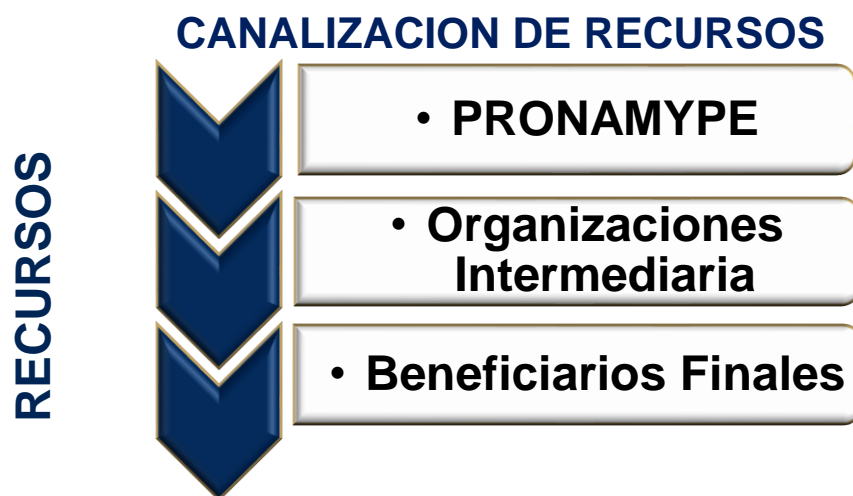 CANALIZACION DE RECURSOS
RECURSOS
• PRONAMYPE
• Organizaciones
Intermediaria
• Beneficiarios Finales